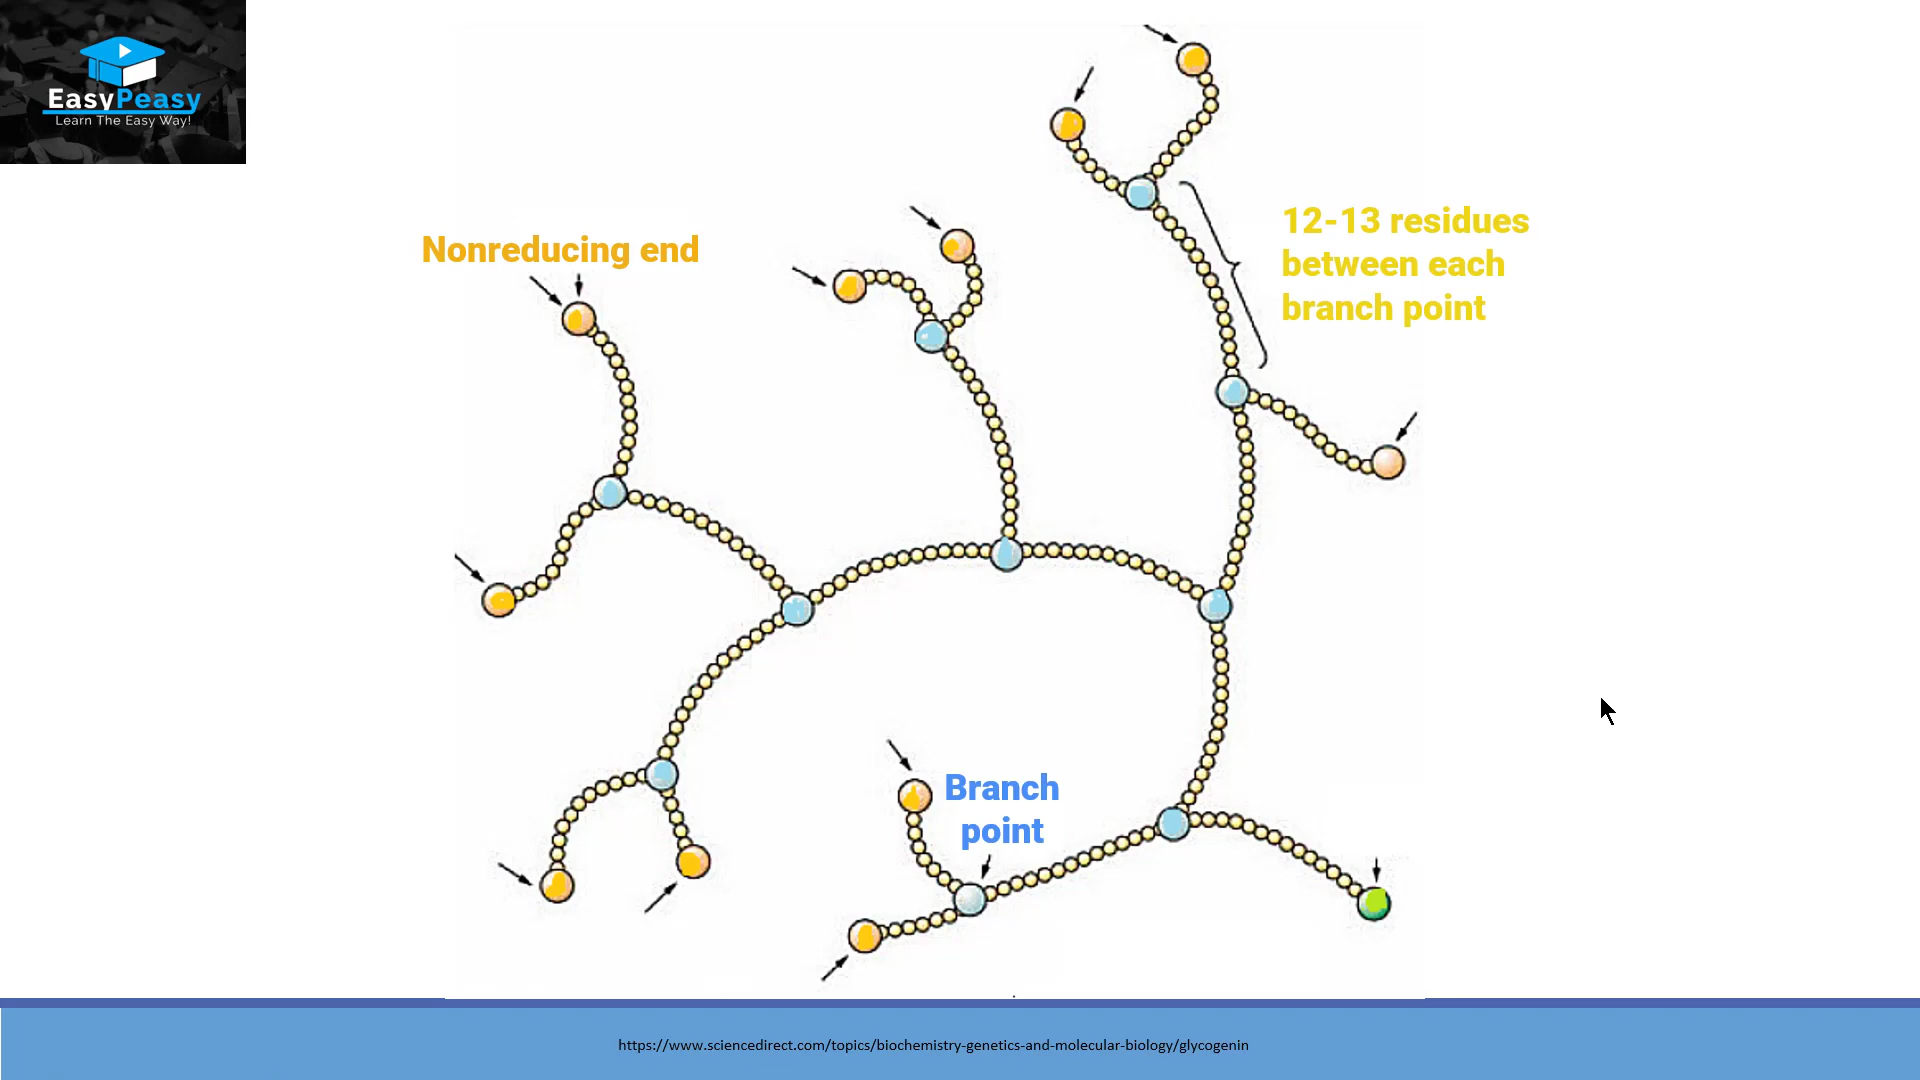 EasyPeasy
Learn The Easy Way!
Nonreducing end
12-13 residues
between each
branch point
Branch
point
https://www.sciencedirect.com/topics/biochemistry-genetics-and-molecular-biology/glycogenin